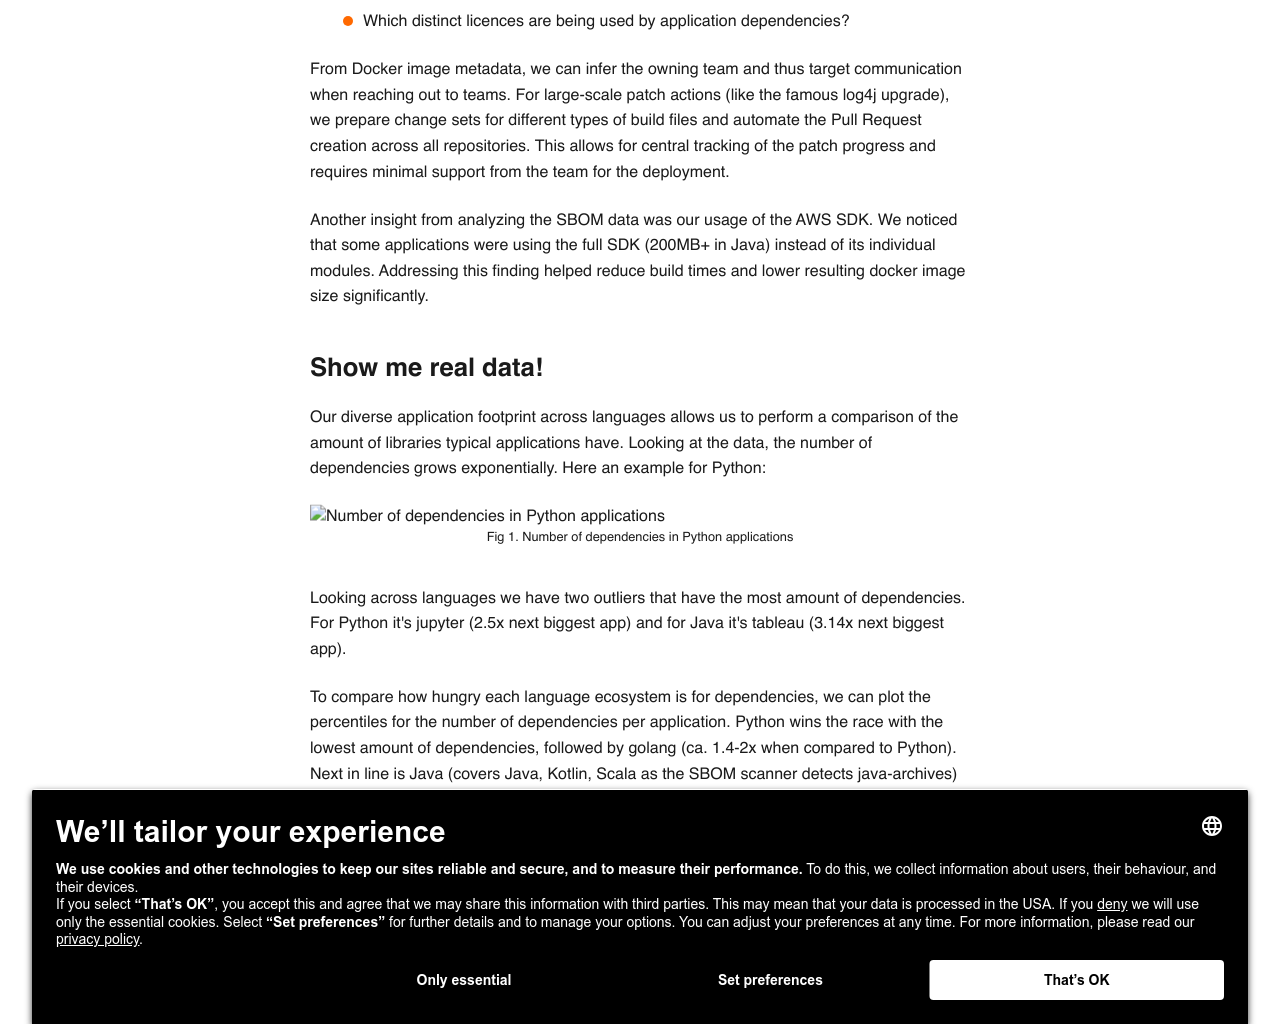 Which distinct licences are being used by application dependencies?
From Docker image metadata, we can infer the owning team and thus target communication
when reaching out to teams. For large-scale patch actions (like the famous log4j upgrade),
we prepare change sets for different types of build files and automate the Pull Request
creation across all repositories. This allows for central tracking of the patch progress and
requires minimal support from the team for the deployment.
Another insight from analyzing the SBOM data was our usage of the AWS SDK. We noticed
that some applications were using the full SDK (200MB+ in Java) instead of its individual
modules. Addressing this finding helped reduce build times and lower resulting docker image
size significantly.
Show me real data!
Our diverse application footprint across languages allows us to perform a comparison of the
amount of libraries typical applications have. Looking at the data, the number of
dependencies grows exponentially. Here an example for Python:
Number of dependencies in Python applications
Fig 1. Number of dependencies in Python applications
Looking across languages we have two outliers that have the most amount of dependencies.
For Python it's jupyter (2.5x next biggest app) and for Java it's tableau (3.14x next biggest
app).
To compare how hungry each language ecosystem is for dependencies, we can plot the
percentiles for the number of dependencies per application. Python wins the race with the
lowest amount of dependencies, followed by golang (ca. 1.4-2x when compared to Python).
Next in line is Java (covers Java, Kotlin, Scala as the SBOM scanner detects java-archives)
We’ll tailor your experience
We use cookies and other technologies to keep our sites reliable and secure, and to measure their performance. To do this, we collect information about users, their behaviour, and
their devices.
If you select “That’s OK”, you accept this and agree that we may share this information with third parties. This may mean that your data is processed in the USA. If you deny we will use
only the essential cookies. Select “Set preferences” for further details and to manage your options. You can adjust your preferences at any time. For more information, please read our
privacy policy.
Only essential
Set preferences
That’s OK